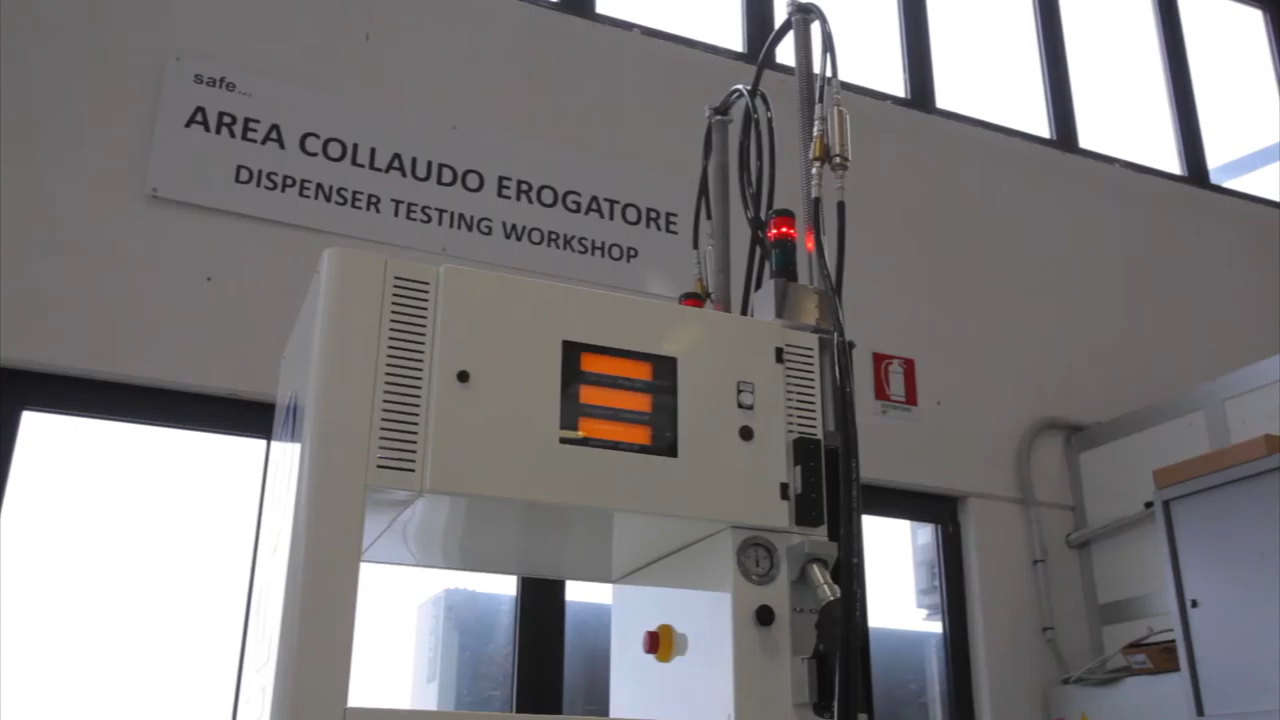 safe...
AREA COLLAUDO EROGATORE
DISPENSER TESTING WORKSHOP